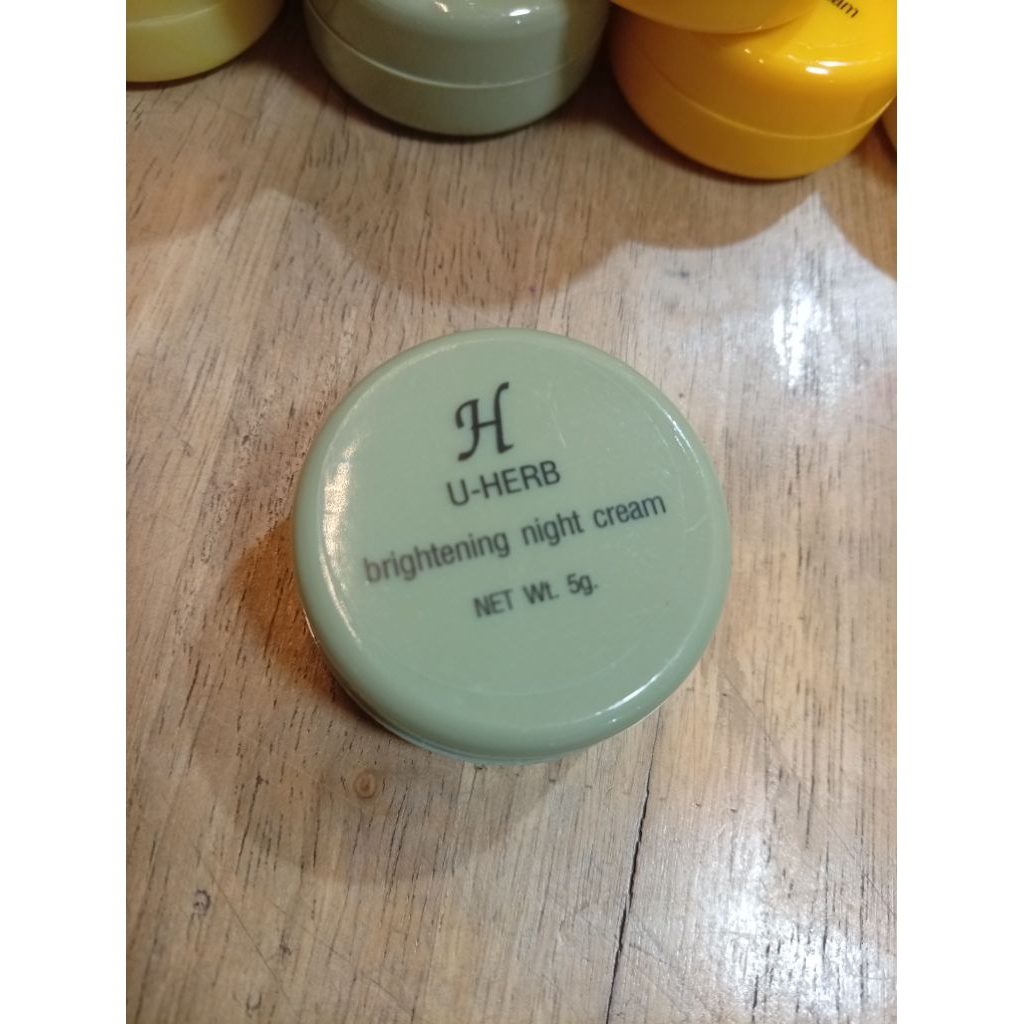 H
U-HERB
brightening night cream
NET Wt. 5g.